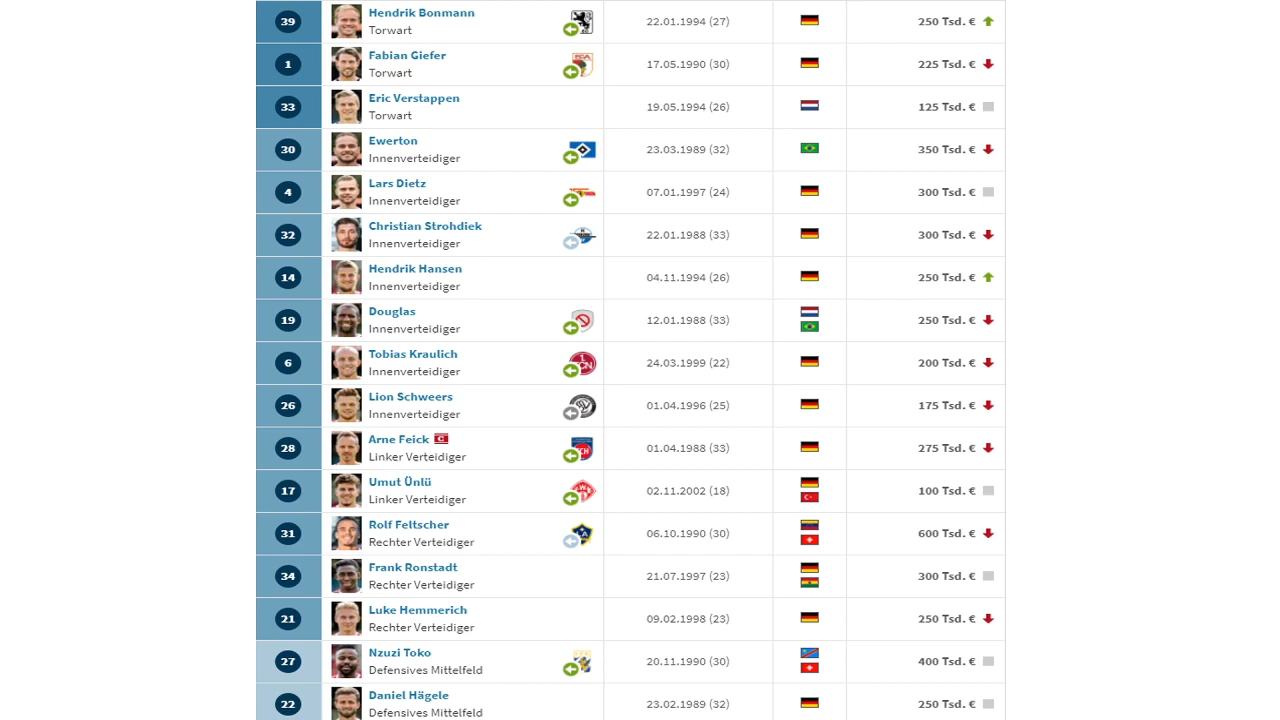 39 Hendrik Bonmann 22.01.1994 (27) 250 Tsd. €
Torwart
1 Fabian Giefer 17.05.1990 (30) 225 Tsd. €
Torwart
33 Eric Verstappen 19.05.1994 (26) 125 Tsd. €
Torwart
30 Ewerton 23.03.1989 (32) 350 Tsd. €
Innenverteidiger
4 Lars Dietz 07.01.1997 (24) 300 Tsd. €
Innenverteidiger
32 Christian Strohdiek 22.01.1988 (33) 300 Tsd. €
Innenverteidiger
14 Hendrik Hansen 04.11.1994 (26) 250 Tsd. €
Innenverteidiger
19 Douglas 12.01.1988 (33) 250 Tsd. €
Innenverteidiger
6 Tobias Kraulich 24.03.1999 (22) 200 Tsd. €
Innenverteidiger
26 Lion Schweers 01.04.1996 (25) 175 Tsd. €
Innenverteidiger
28 Arne Feick C 01.04.1988 (33) 275 Tsd. €
Linker Verteidiger
17 Umut Ünlü 02.11.2002 (18) 100 Tsd. €
Linker Verteidiger
31 Rolf Feltscher 06.10.1990 (30) 600 Tsd. €
Rechter Verteidiger
34 Frank Ronstadt 21.07.1997 (23) 300 Tsd. €
Rechter Verteidiger
21 Luke Hemmerich 09.02.1998 (23) 250 Tsd. €
Rechter Verteidiger
27 Nzuzi Toko 20.11.1990 (30) 400 Tsd. €
Defensives Mittelfeld
22 Daniel Hägele 23.02.1989 (32) 250 Tsd. €
Defensives Mittelfeld